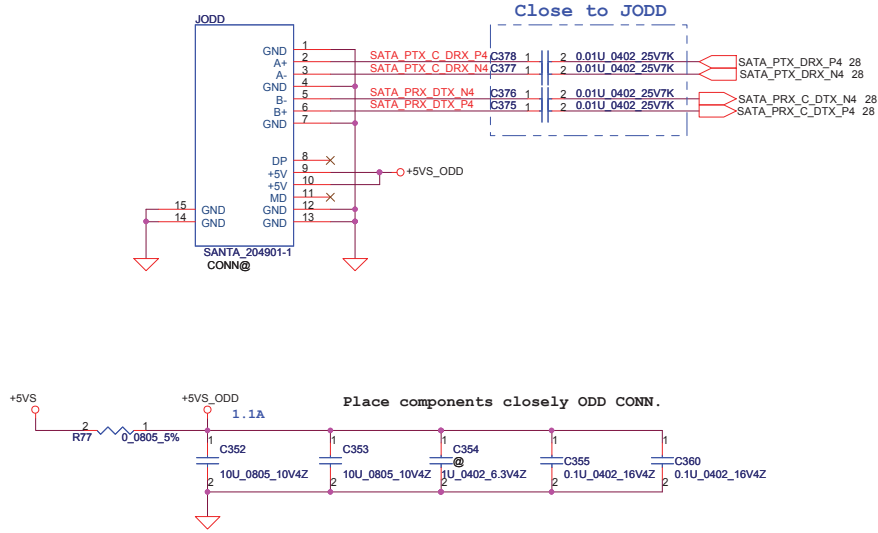 Close to JODD
JODD
GND 1
A+ 2 SATA_PTX_C_DRX_P4 C378 1 2 0.01U_0402_25V7K SATA_PTX_DRX_P4 28
A- 3 SATA_PTX_C_DRX_N4 C377 1 2 0.01U_0402_25V7K SATA_PTX_DRX_N4 28
GND 4
B- 5 SATA_PRX_DTX_N4 C376 1 2 0.01U_0402_25V7K SATA_PRX_C_DTX_N4 28
B+ 6 SATA_PRX_DTX_P4 C375 1 2 0.01U_0402_25V7K SATA_PRX_C_DTX_P4 28
GND 7
DP 8
+5V 9 +5VS_ODD
+5V 10
MD 11
15 GND GND 12
14 GND GND 13
SANTA_204901-1
CONN@
+5VS +5VS_ODD Place components closely ODD CONN.
1.1A
2 1
R77 0_0805_5%
1 1 1 1 1
C352 C353 C354 C355 C360
@
10U_0805_10V4Z 10U_0805_10V4Z 1U_0402_6.3V4Z 0.1U_0402_16V4Z 0.1U_0402_16V4Z
2 2 2 2 2